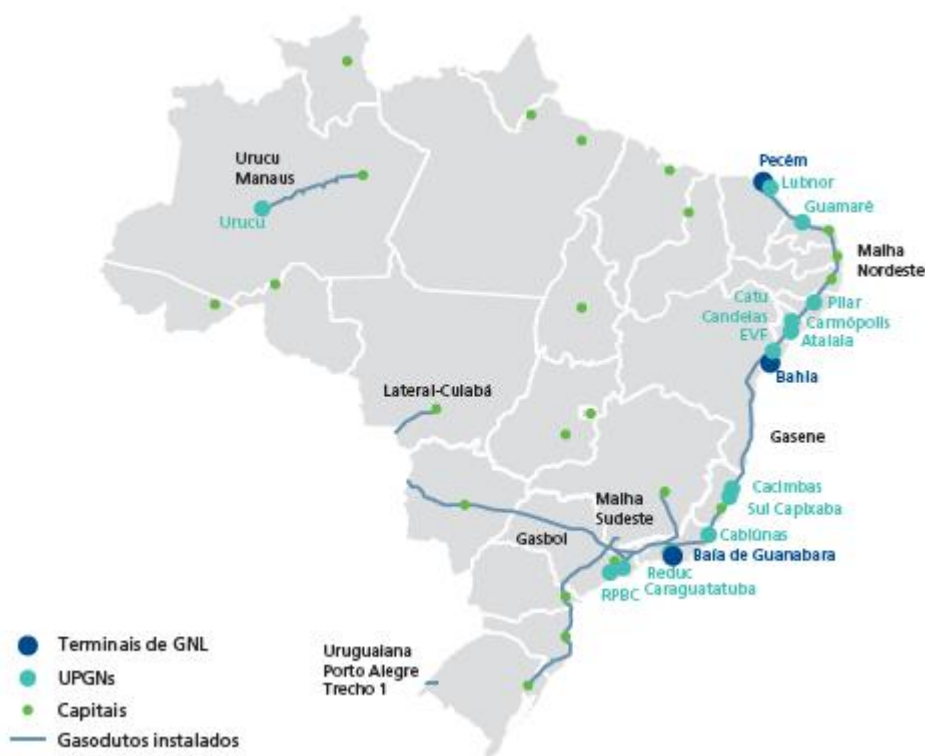 Urucu
Manaus
Urucu
Pecém
Lubnor
Guamaré
Malha
Nordeste
Pilar
Catu
Candeias
EVF
Carmópolis
Atalaia
Bahia
Lateral-Cuiabá
Gasene
Cacimbas
Sul Capixaba
Malha
Sudeste
Gasbol
Cabiúnas
Baía de Guanabara
Reduc
Caraguatatuba
RPBC
Uruguaiana
Porto Alegre
Trecho 1
Terminais de GNL
UPGNs
Capitais
Gasodutos instalados